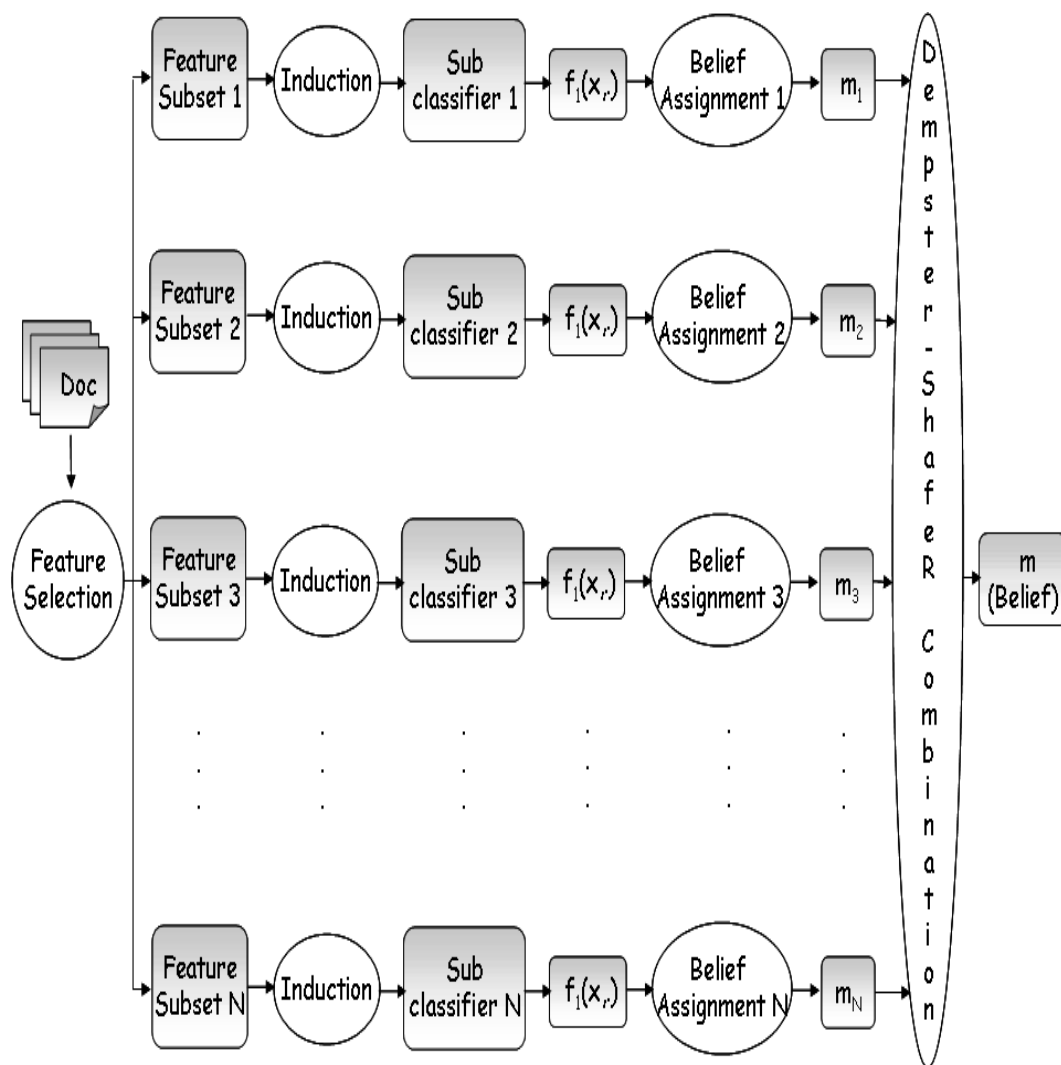 Feature
Subset 1
Induction
Sub
classifier 1
f₁(xᵣ)
Belief
Assignment 1
m₁
Feature
Subset 2
Induction
Sub
classifier 2
f₁(xᵣ)
Belief
Assignment 2
m₂
Doc
Feature
Selection
Feature
Subset 3
Induction
Sub
classifier 3
f₁(xᵣ)
Belief
Assignment 3
m₃
Feature
Subset N
Induction
Sub
classifier N
f₁(xᵣ)
Belief
Assignment N
m_N
Dempster-ShafeR Combination
m
(Belief)